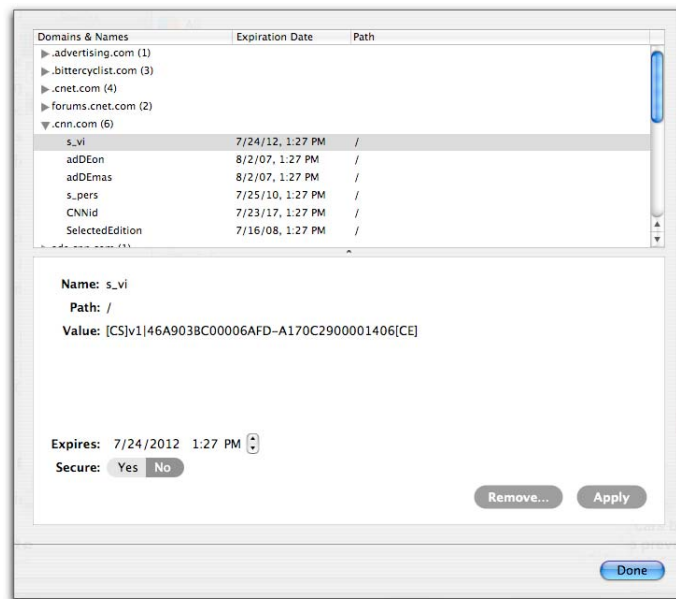 Domains & Names Expiration Date Path
.advertising.com (1)
.bittercyclist.com (3)
.cnet.com (4)
forums.cnet.com (2)
.cnn.com (6)
s_vi 7/24/12, 1:27 PM /
adDEon 8/2/07, 1:27 PM /
adDEmas 8/2/07, 1:27 PM /
s_pers 7/25/10, 1:27 PM /
CNNid 7/23/17, 1:27 PM /
SelectedEdition 7/16/08, 1:27 PM /
Name: s_vi
Path: /
Value: [CS]v1|46A903BC00006AFD-A170C2900001406[CE]
Expires: 7/24/2012 1:27 PM
Secure: Yes No
Remove... Apply
Done